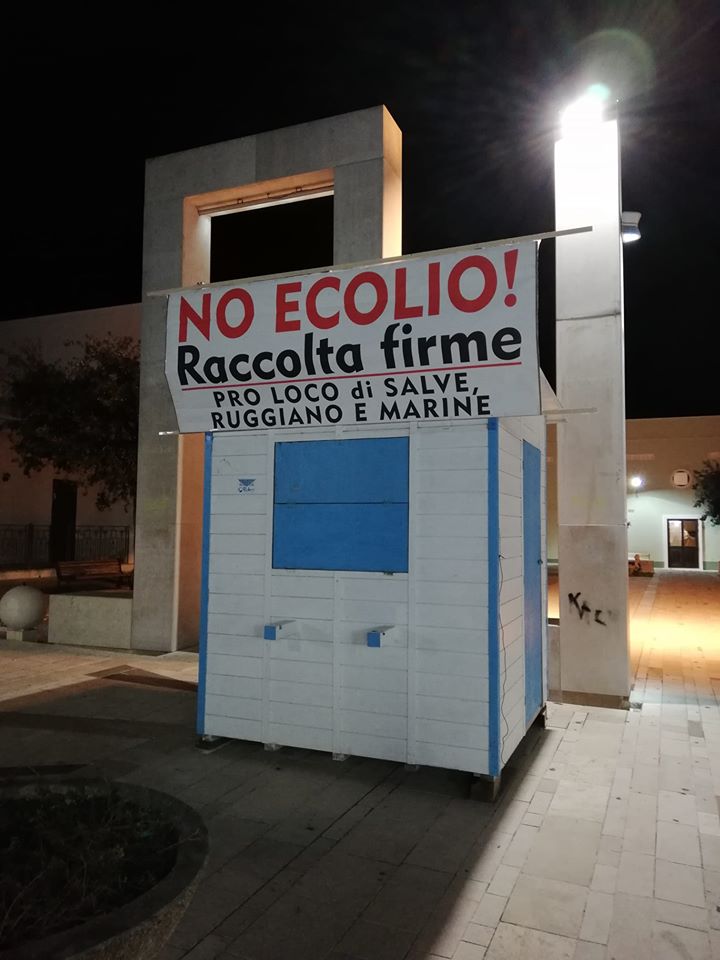 NO ECOLIO!
Raccolta firme
PRO LOCO di SALVE,
RUGGIANO E MARINE